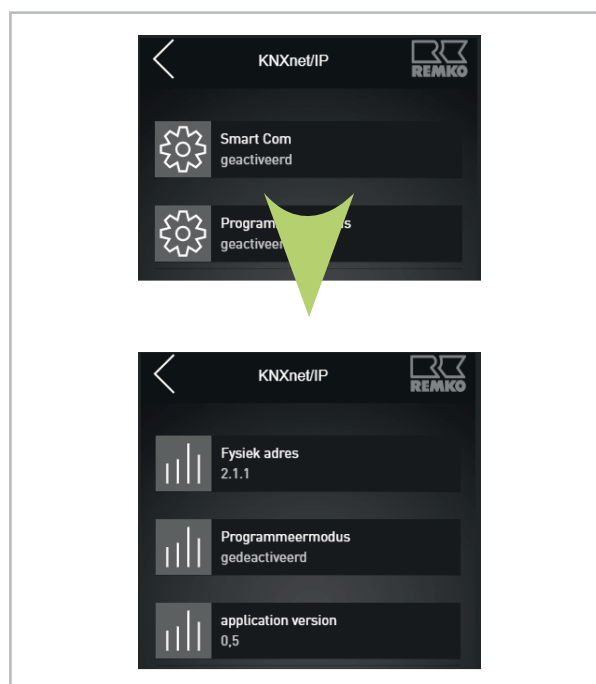 KNXnet/IP
REMKO
Smart Com
geactiveerd
KNXnet/IP
REMKO
Fysiek adres
2.1.1
Programmeermodus
gedeactiveerd
application version
0,5